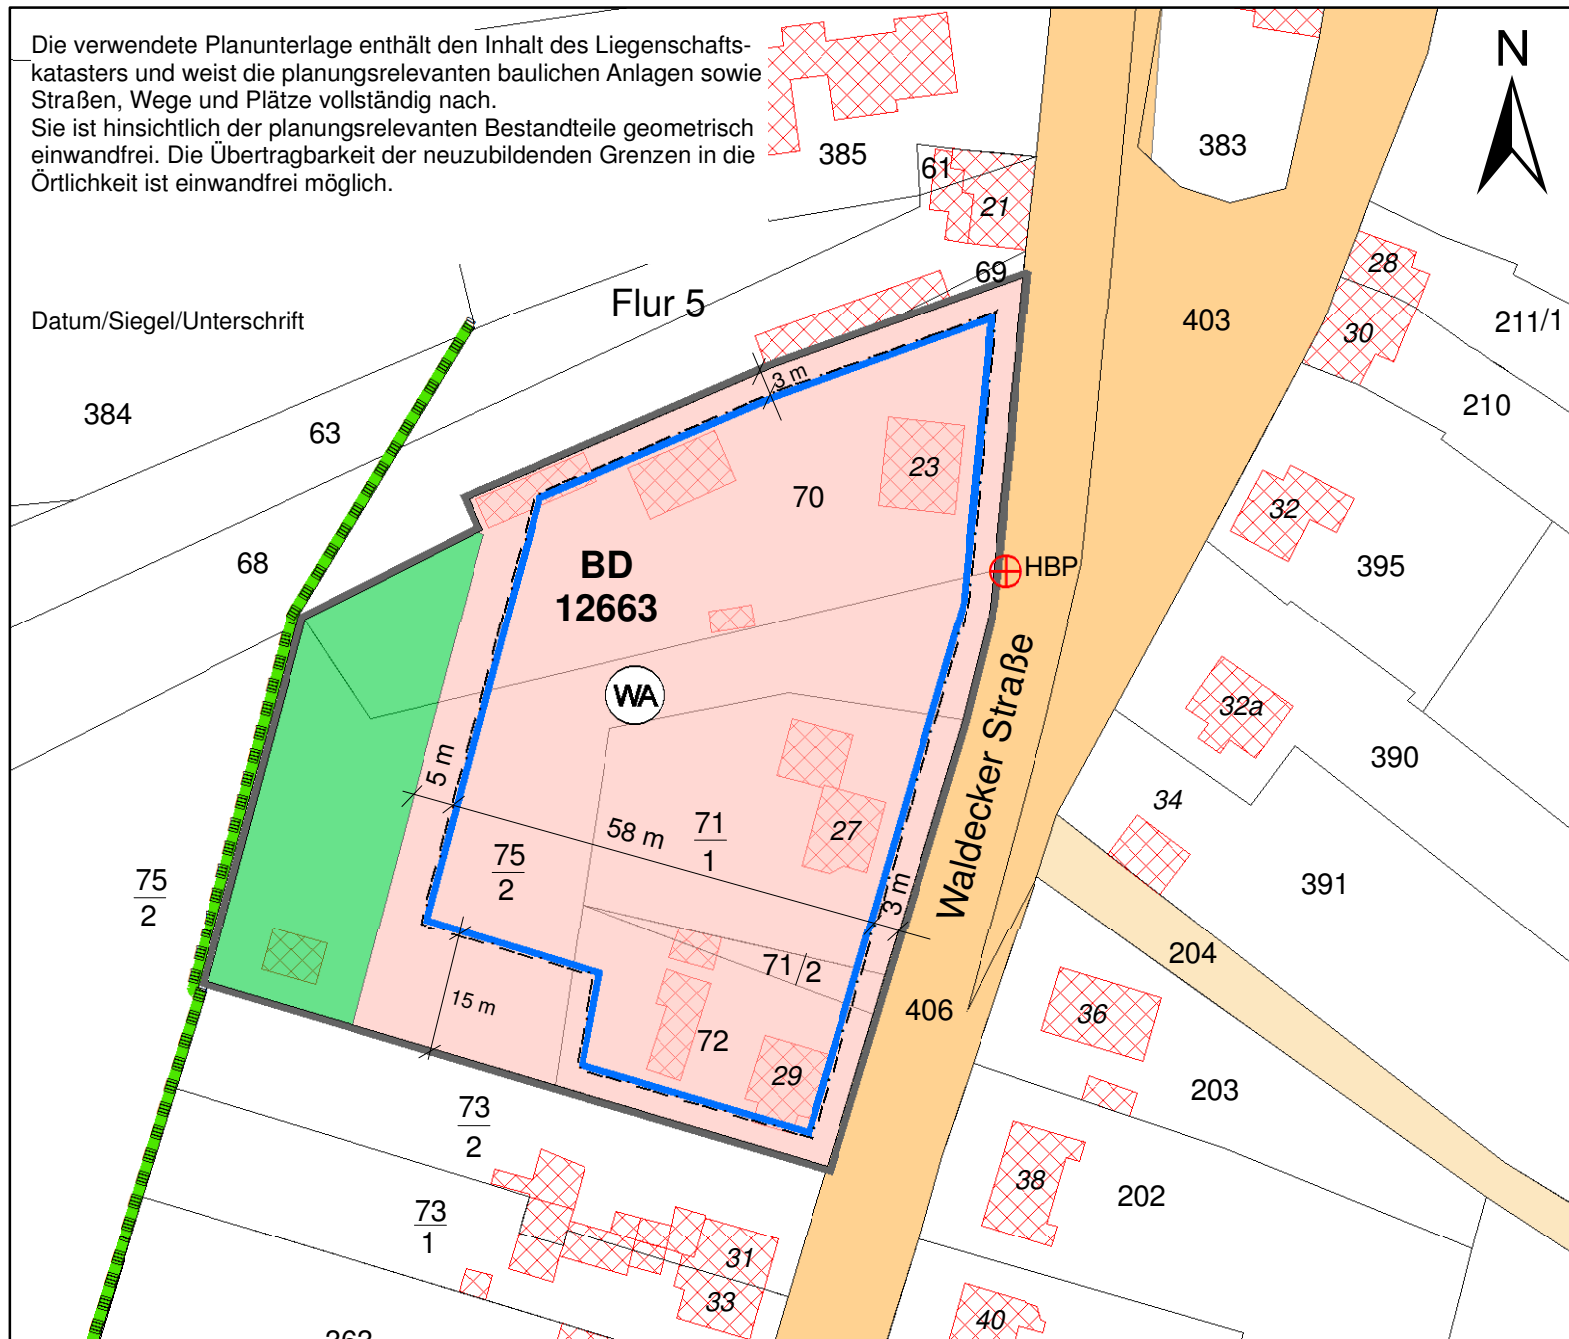 Die verwendete Planunterlage enthält den Inhalt des Liegenschafts-
katasters und weist die planungsrelevanten baulichen Anlagen sowie
Straßen, Wege und Plätze vollständig nach.
Sie ist hinsichtlich der planungsrelevanten Bestandteile geometrisch
einwandfrei. Die Übertragbarkeit der neuzubildenden Grenzen in die
Örtlichkeit ist einwandfrei möglich.
N
385
61
383
21
69
28
Flur 5
Datum/Siegel/Unterschrift
403
211/1
30
3 m
384
63
210
23
70
32
68
BD
12663
HBP
395
WA
Waldecker Straße
32a
5 m
390
34
58 m
71
1
27
75
2
75
2
3 m
391
204
71/2
15 m
406
36
72
29
203
73
2
38
202
73
1
31
33
40